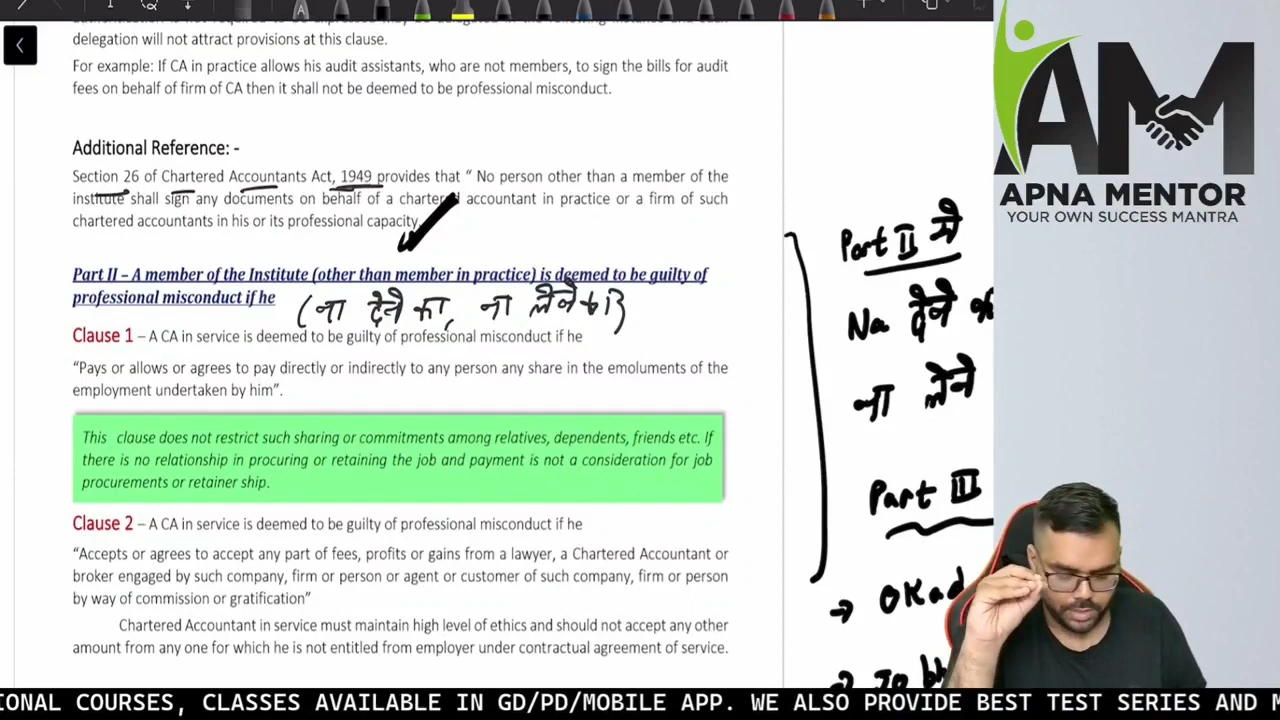 delegation will not attract provisions at this clause.
For example: If CA in practice allows his audit assistants, who are not members, to sign the bills for audit
fees on behalf of firm of CA then it shall not be deemed to be professional misconduct.
Additional Reference: -
Section 26 of Chartered Accountants Act, 1949 provides that “ No person other than a member of the
institute shall sign any documents on behalf of a chartered accountant in practice or a firm of such
chartered accountants in his or its professional capacity
Part II – A member of the Institute (other than member in practice) is deemed to be guilty of
professional misconduct if he
(ना देने का, ना लेने का)
Clause 1 – A CA in service is deemed to be guilty of professional misconduct if he
“Pays or allows or agrees to pay directly or indirectly to any person any share in the emoluments of the
employment undertaken by him”.
This clause does not restrict such sharing or commitments among relatives, dependents, friends etc. If
there is no relationship in procuring or retaining the job and payment is not a consideration for job
procurements or retainer ship.
Clause 2 – A CA in service is deemed to be guilty of professional misconduct if he
“Accepts or agrees to accept any part of fees, profits or gains from a lawyer, a Chartered Accountant or
broker engaged by such company, firm or person or agent or customer of such company, firm or person
by way of commission or gratification”
Chartered Accountant in service must maintain high level of ethics and should not accept any other
amount from any one for which he is not entitled from employer under contractual agreement of service.
Part II में
Na देने
ना लेने
Part III
AM
APNA MENTOR
YOUR OWN SUCCESS MANTRA
IONAL COURSES, CLASSES AVAILABLE IN GD/PD/MOBILE APP. WE ALSO PROVIDE BEST TEST SERIES AND